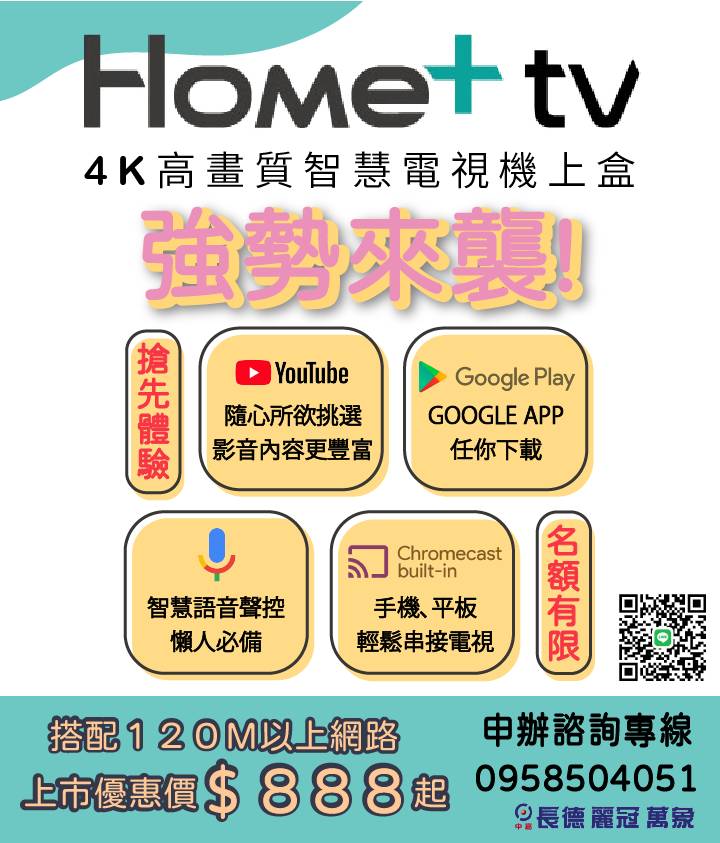 Home+ tv
4K高畫質智慧電視機上盒
強勢來襲!
搶先體驗
YouTube
隨心所欲挑選
影音內容更豐富
Google Play
GOOGLE APP
任你下載
智慧語音聲控
懶人必備
Chromecast
built-in
手機、平板
輕鬆串接電視
名額有限
LINE
搭配120M以上網路
上市優惠價$888起
申辦諮詢專線
0958504051
中嘉 長德 麗冠 萬象